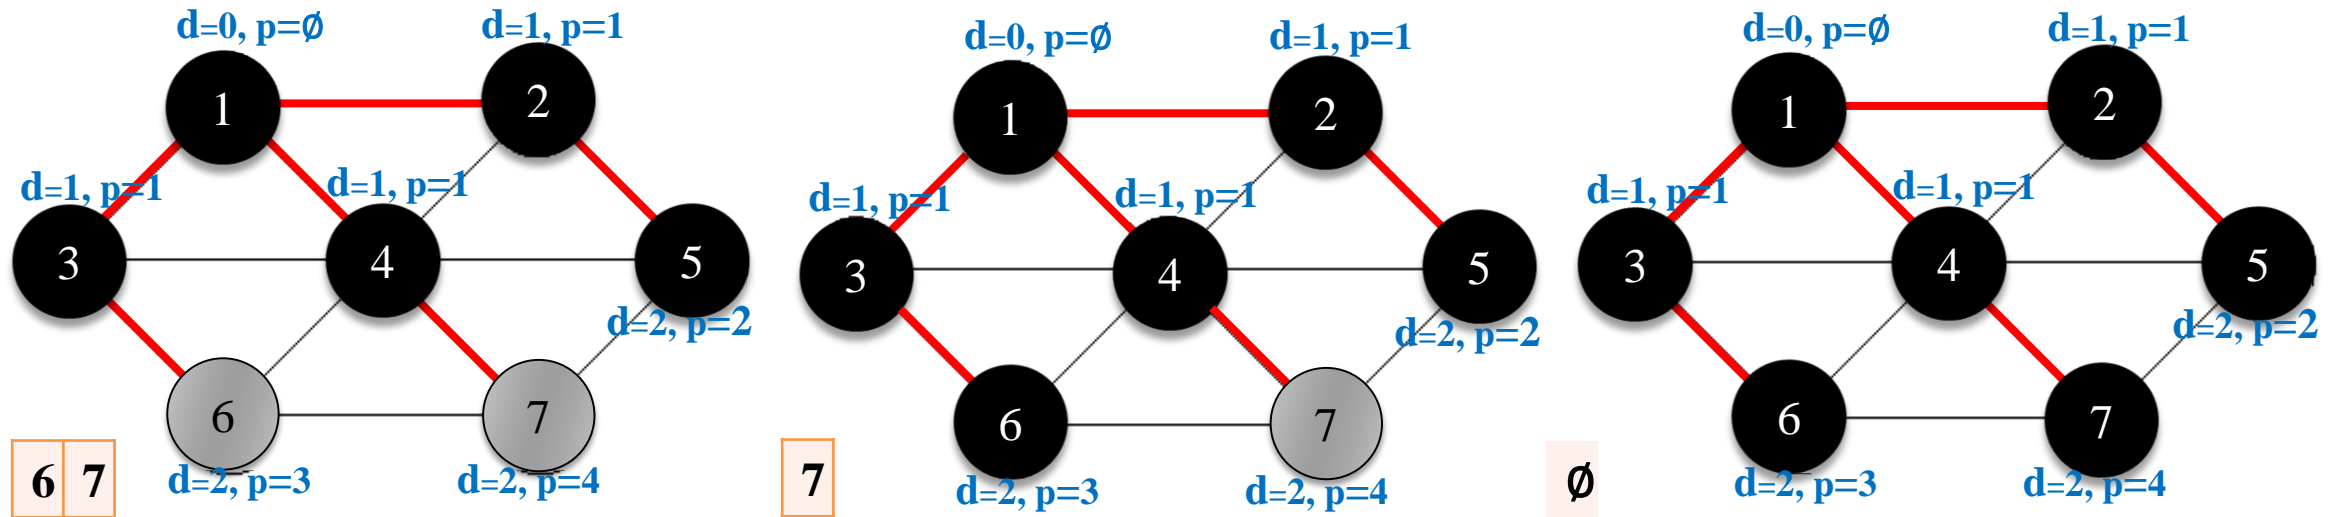 d=0, p=∅
d=1, p=1
1
2
d=1, p=1
d=1, p=1
3
4
5
d=2, p=2
6
7
6 7
d=2, p=3
d=2, p=4
d=0, p=∅
d=1, p=1
1
2
d=1, p=1
d=1, p=1
3
4
5
d=2, p=2
6
7
7
d=2, p=3
d=2, p=4
d=0, p=∅
d=1, p=1
1
2
d=1, p=1
d=1, p=1
3
4
5
d=2, p=2
6
7
∅
d=2, p=3
d=2, p=4